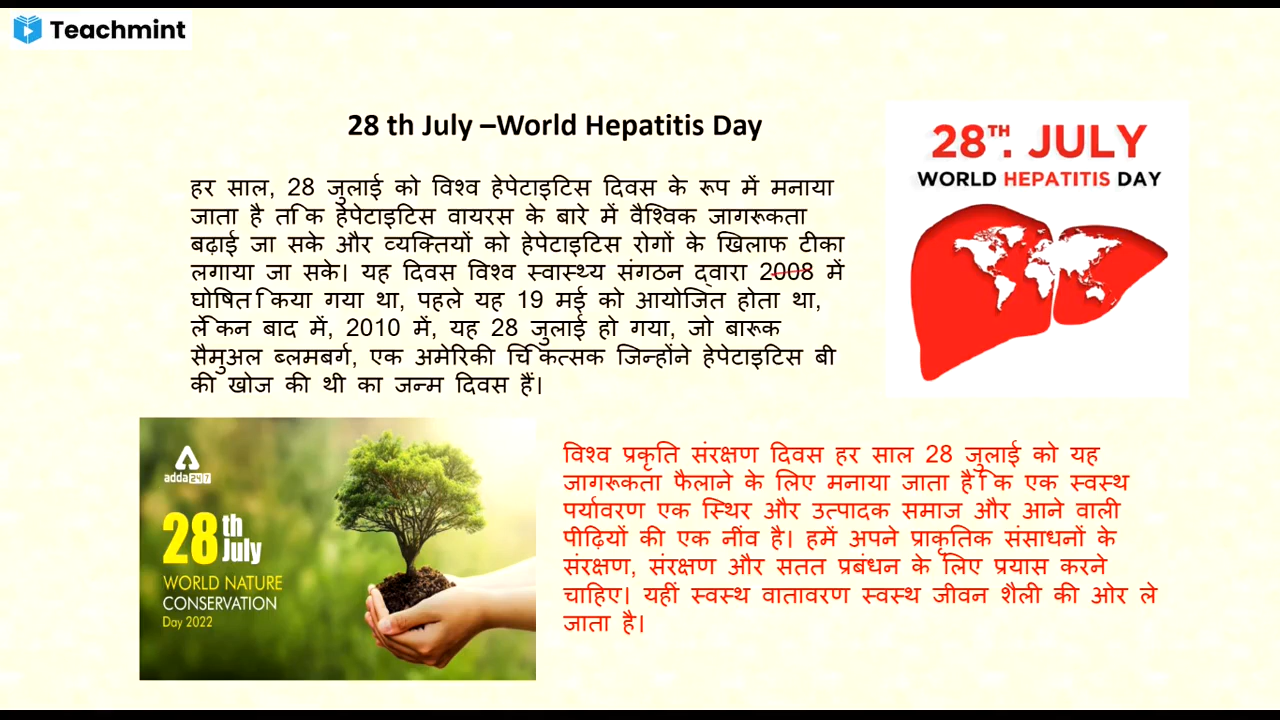 Teachmint
28 th July –World Hepatitis Day
28TH. JULY
WORLD HEPATITIS DAY
हर साल, 28 जुलाई को विश्व हेपेटाइटिस दिवस के रूप में मनाया
जाता है ताकि हेपेटाइटिस वायरस के बारे में वैश्विक जागरूकता
बढ़ाई जा सके और व्यक्तियों को हेपेटाइटिस रोगों के खिलाफ टीका
लगाया जा सके। यह दिवस विश्व स्वास्थ्य संगठन द्वारा 2008 में
घोषित किया गया था, पहले यह 19 मई को आयोजित होता था,
लेकिन बाद में, 2010 में, यह 28 जुलाई हो गया, जो बारूक
सैमुअल ब्लमबर्ग, एक अमेरिकी चिकित्सक जिन्होंने हेपेटाइटिस बी
की खोज की थी का जन्म दिवस हैं।
adda247
28th July
WORLD NATURE
CONSERVATION
Day 2022
विश्व प्रकृति संरक्षण दिवस हर साल 28 जुलाई को यह
जागरूकता फैलाने के लिए मनाया जाता है कि एक स्वस्थ
पर्यावरण एक स्थिर और उत्पादक समाज और आने वाली
पीढ़ियों की एक नींव है। हमें अपने प्राकृतिक संसाधनों के
संरक्षण, संरक्षण और सतत प्रबंधन के लिए प्रयास करने
चाहिए। यहीं स्वस्थ वातावरण स्वस्थ जीवन शैली की ओर ले
जाता है।